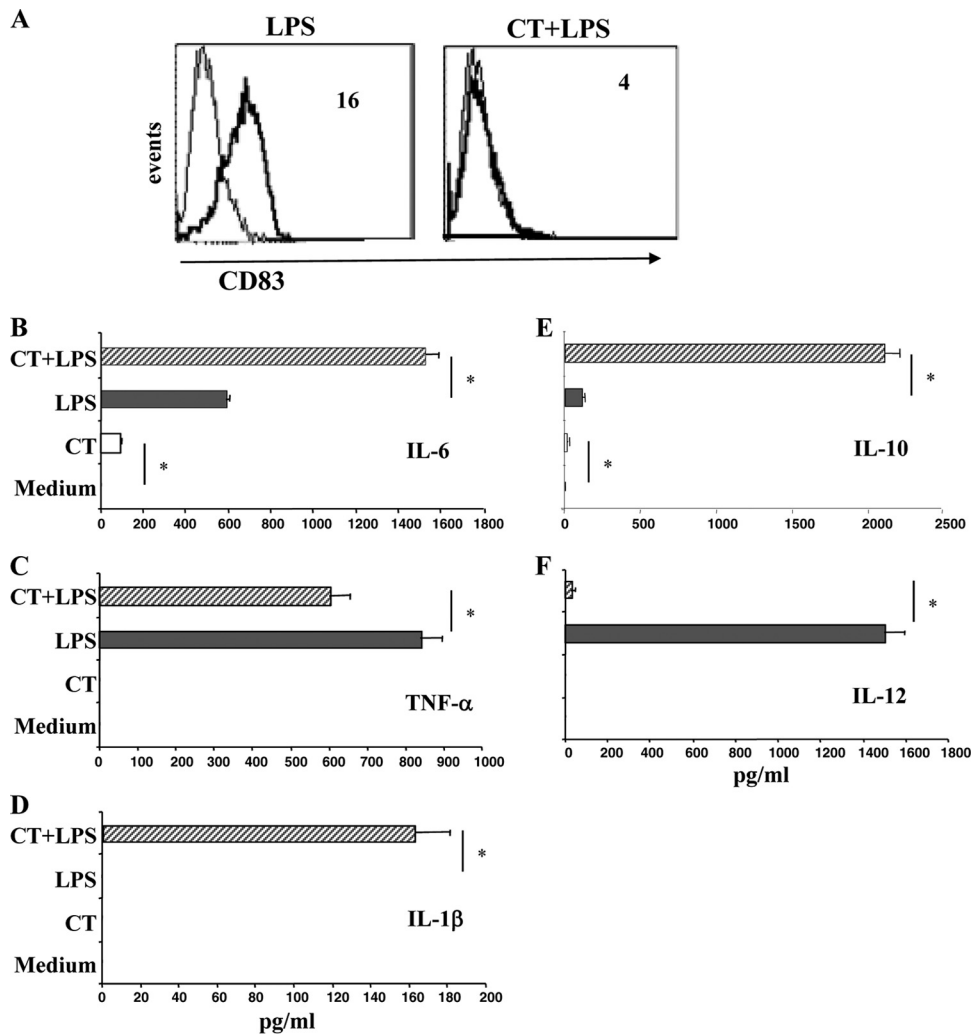 A
LPS
CT+LPS
16
4
events
CD83
B
CT+LPS
LPS
CT
Medium
*
*
IL-6
0 200 400 600 800 1000 1200 1400 1600 1800
E
*
*
IL-10
0 500 1000 1500 2000 2500
C
CT+LPS
LPS
CT
Medium
*
TNF-α
0 100 200 300 400 500 600 700 800 900 1000
F
*
IL-12
0 200 400 600 800 1000 1200 1400 1600 1800
pg/ml
D
CT+LPS
LPS
CT
Medium
*
IL-1β
0 20 40 60 80 100 120 140 160 180 200
pg/ml